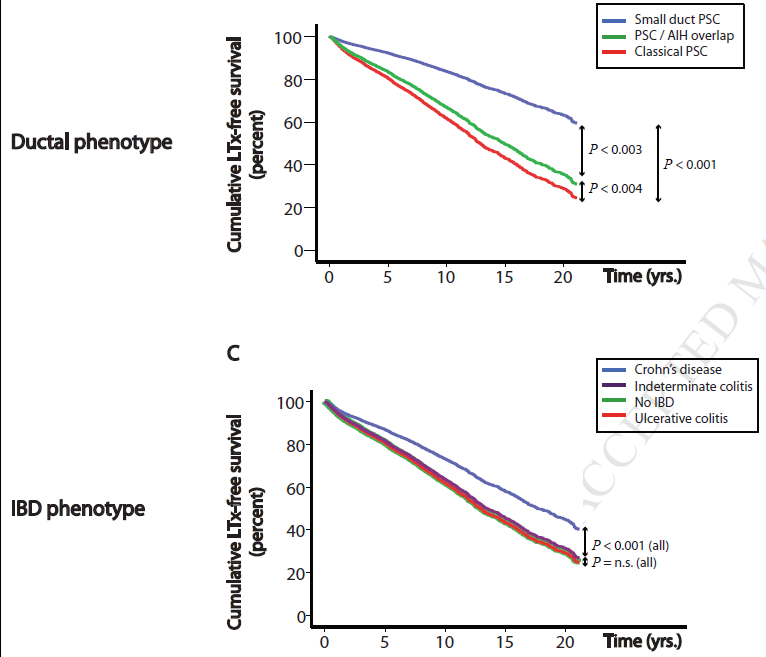 Small duct PSC
PSC / AIH overlap
Classical PSC
Ductal phenotype
Cumulative LTx-free survival
(percent)
100
80
60
40
20
0
P < 0.003
P < 0.004
P < 0.001
0 5 10 15 20 Time (yrs.)
C
Crohn's disease
Indeterminate colitis
No IBD
Ulcerative colitis
IBD phenotype
Cumulative LTx-free survival
(percent)
100
80
60
40
20
0
P < 0.001 (all)
P = n.s. (all)
0 5 10 15 20 Time (yrs.)
ACCEPTED